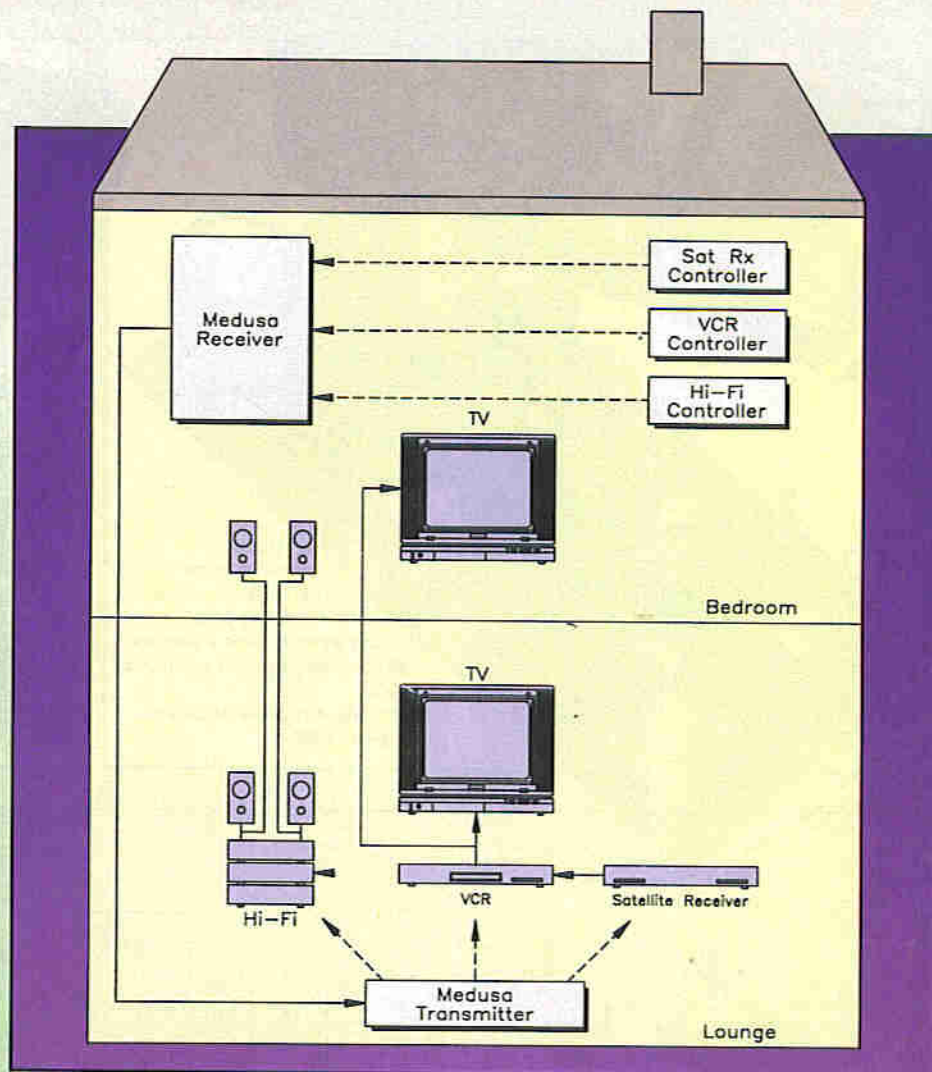 Sat Rx
Controller
Medusa
Receiver
VCR
Controller
Hi-Fi
Controller
TV
Bedroom
TV
VCR
Satellite Receiver
Hi-Fi
Medusa
Transmitter
Lounge